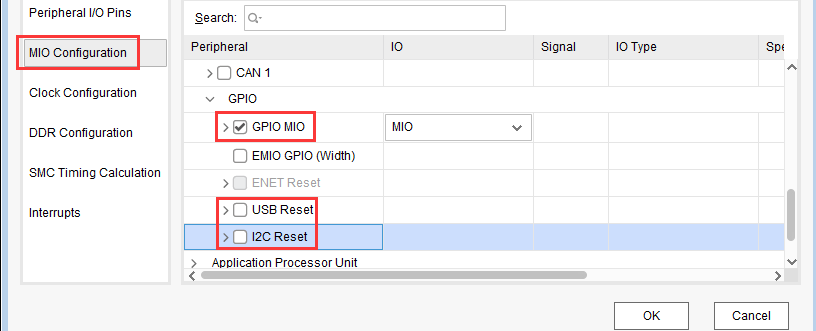 Peripheral I/O Pins
MIO Configuration
Clock Configuration
DDR Configuration
SMC Timing Calculation
Interrupts
Search:
Peripheral IO Signal IO Type Spe
CAN 1
GPIO
GPIO MIO MIO
EMIO GPIO (Width)
ENET Reset
USB Reset
I2C Reset
Application Processor Unit
OK Cancel